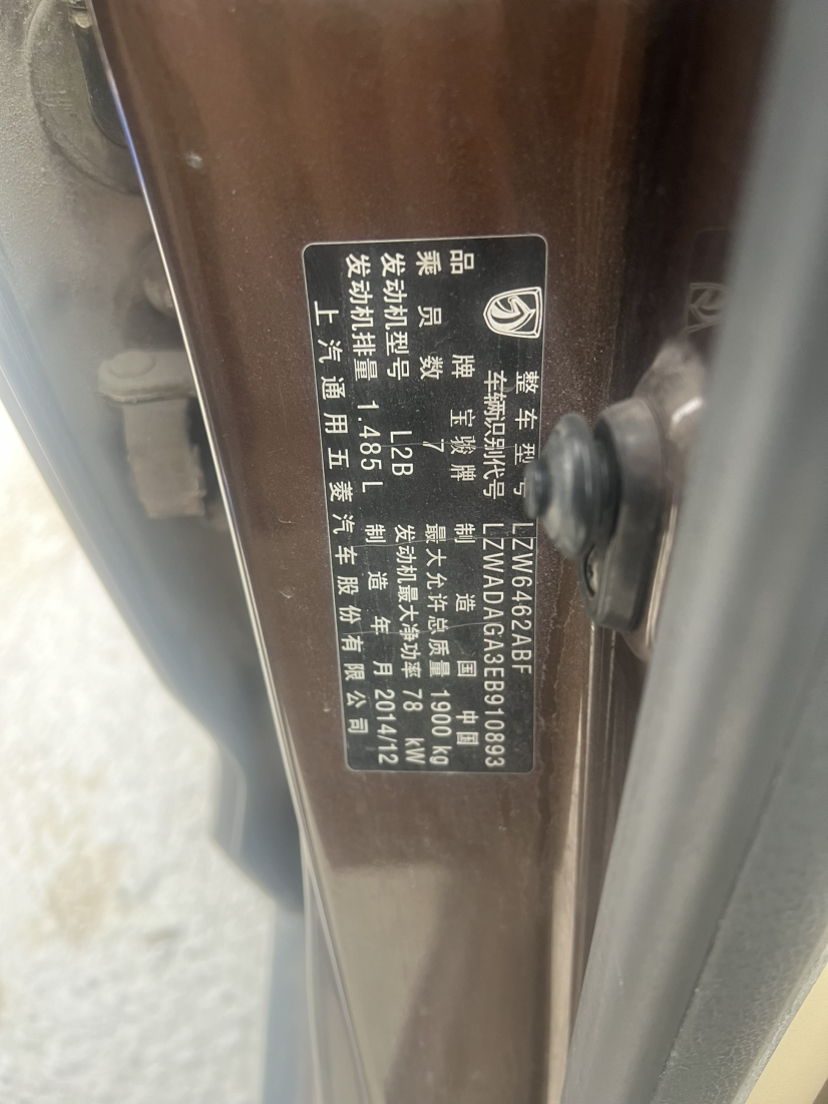 整车型号 LZW6462ABF
车辆识别代号 LZWADAGA3EB910893
品牌 宝骏牌 制造国 中国
乘员数 7 最大允许总质量 1900 kg
发动机型号 L2B 发动机最大净功率 78 kW
发动机排量 1.485 L 制造年月 2014/12
上汽通用五菱汽车股份有限公司